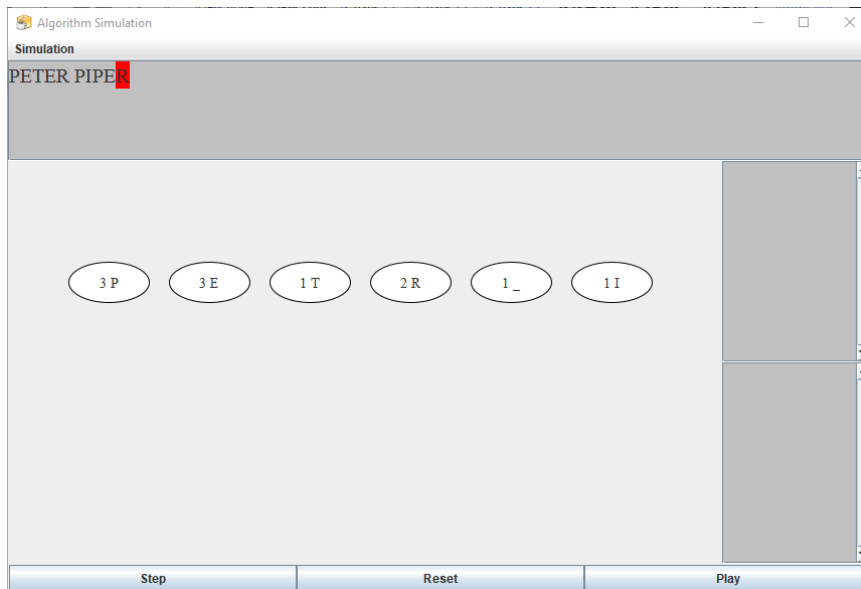 Algorithm Simulation
Simulation
PETER PIPER
3 P 3 E 1 T 2 R 1 _ 1 I
Step Reset Play